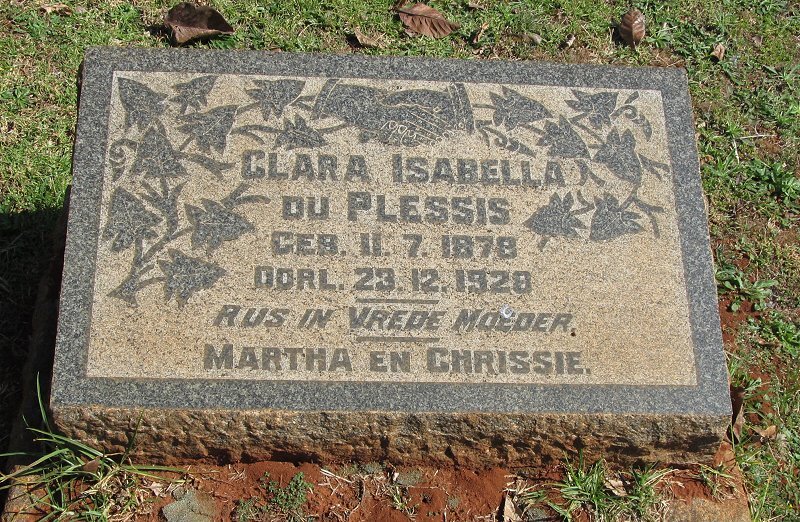 CLARA ISABELLA
DU PLESSIS
GEB. 11. 7. 1878
OORL. 23. 12. 1928
RUS IN VREDE MOEDER.
MARTHA EN CHRISSIE.